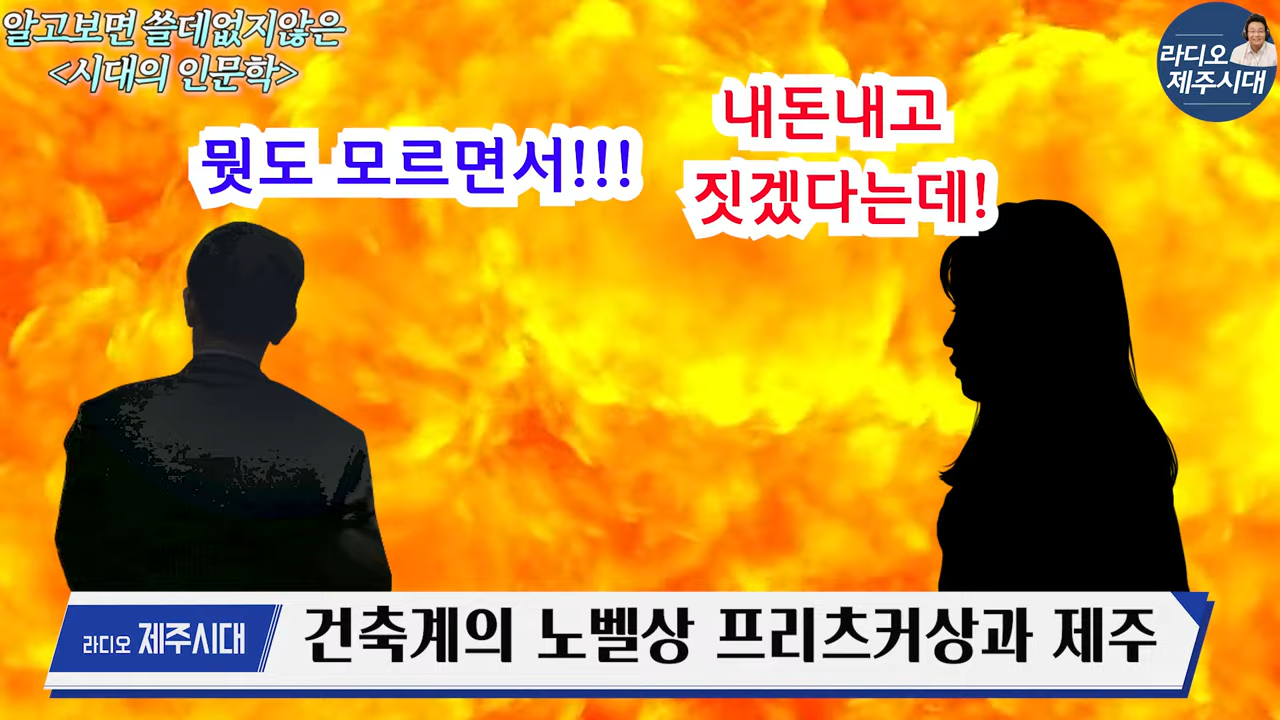 알고보면 쓸데없지않은
<시대의 인문학>
라디오
제주시대
뭣도 모르면서!!!
내돈내고
짓겠다는데!
라디오 제주시대
건축계의 노벨상 프리츠커상과 제주